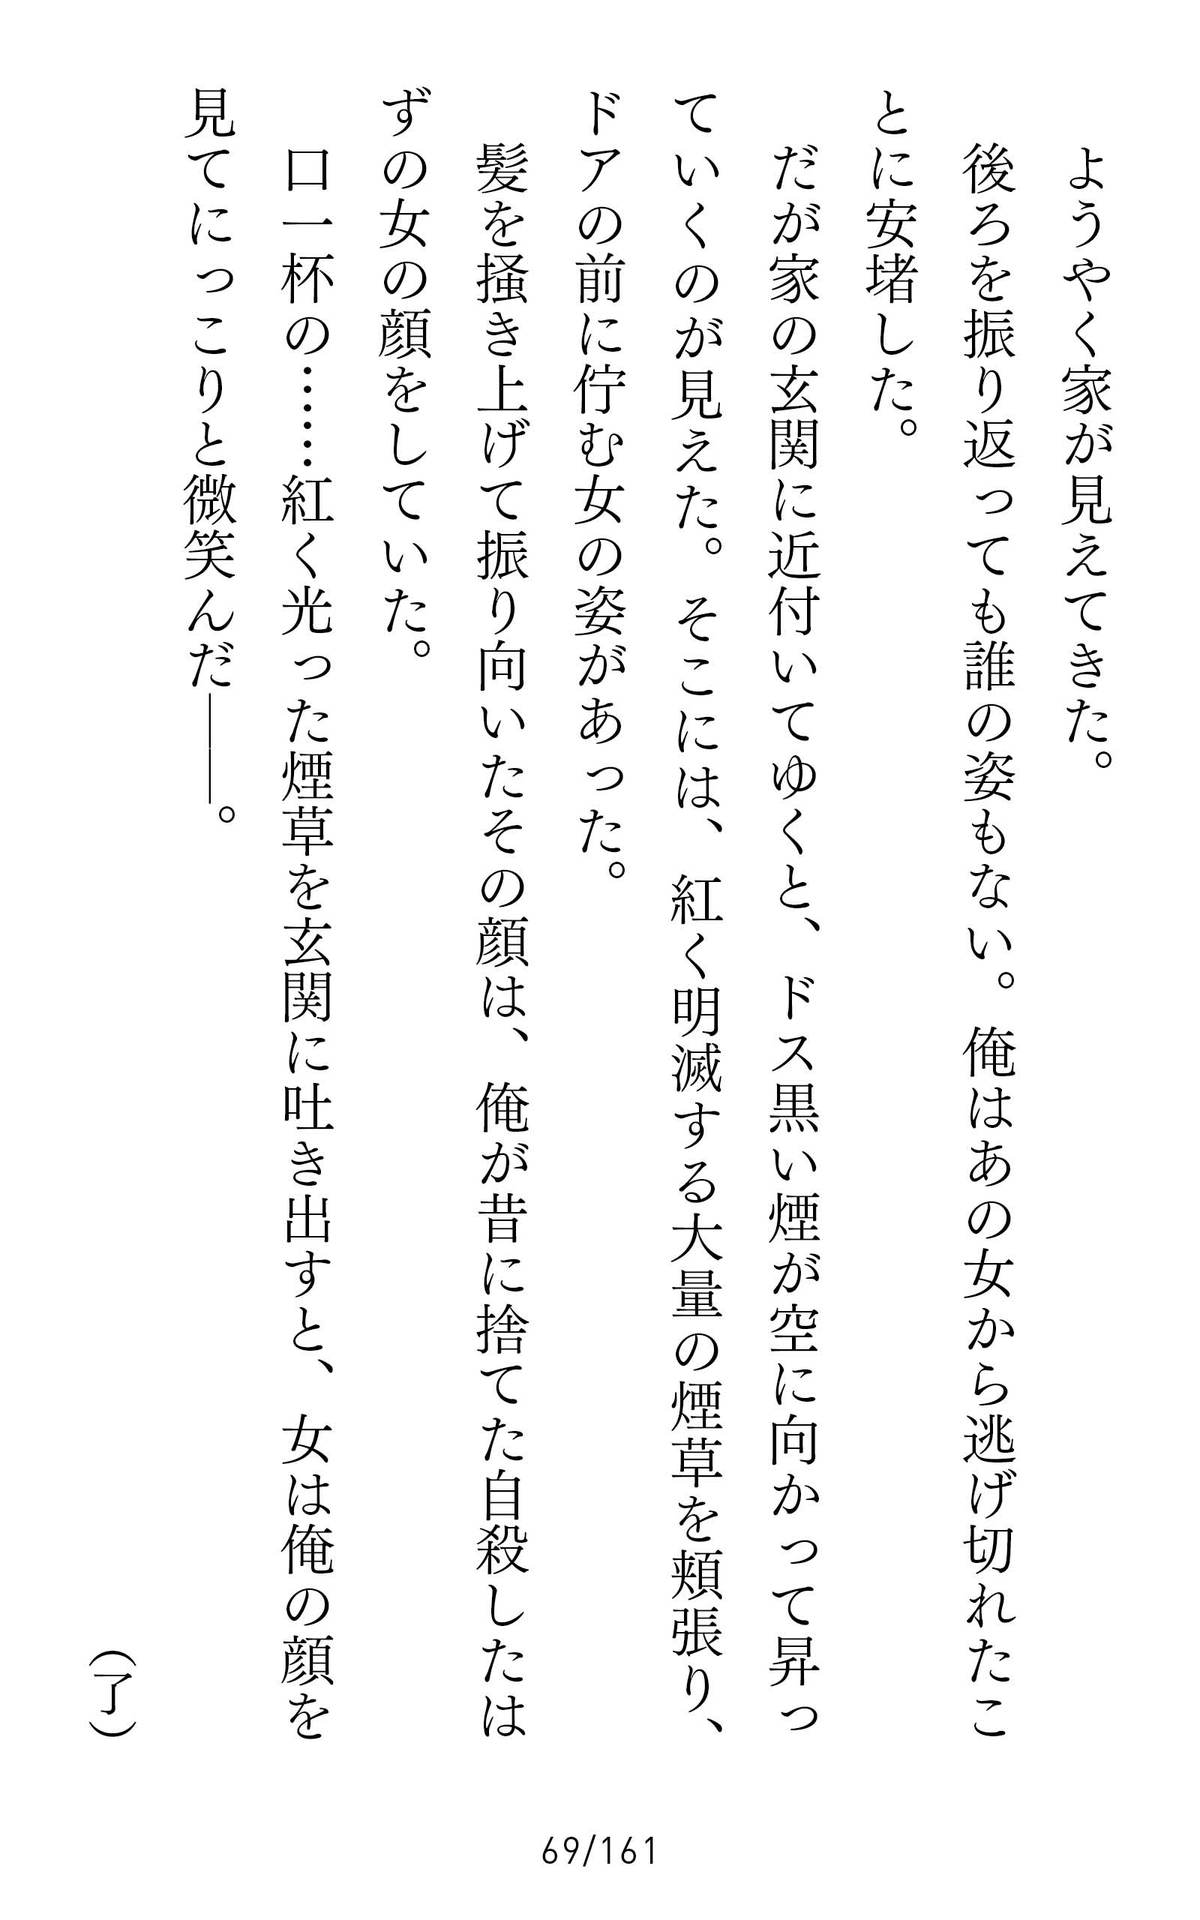 ようやく家が見えてきた。
後ろを振り返っても誰の姿もない。俺はあの女から逃げ切れたこ
とに安堵した。
だが家の玄関に近付いてゆくと、ドス黒い煙が空に向かって昇っ
ていくのが見えた。そこには、紅く明滅する大量の煙草を頬張り、
ドアの前に佇む女の姿があった。
髪を掻き上げて振り向いたその顔は、俺が昔に捨てた自殺したは
ずの女の顔をしていた。
口一杯の……紅く光った煙草を玄関に吐き出すと、女は俺の顔を
見てにっこりと微笑んだ――。
（了）
69/161